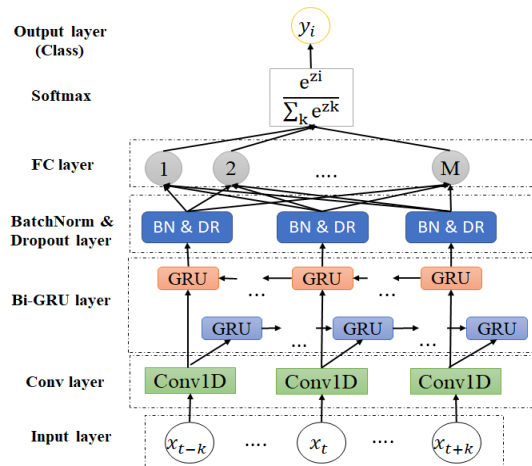 Output layer
(Class)
y_i
Softmax
e^zi
∑_k e^zk
FC layer
1 2 .... M
BatchNorm &
Dropout layer
BN & DR BN & DR BN & DR
Bi-GRU layer
GRU ... GRU ... GRU
GRU ... GRU ... GRU
Conv layer
Conv1D Conv1D Conv1D
Input layer
x_{t−k} .... x_t .... x_{t+k}